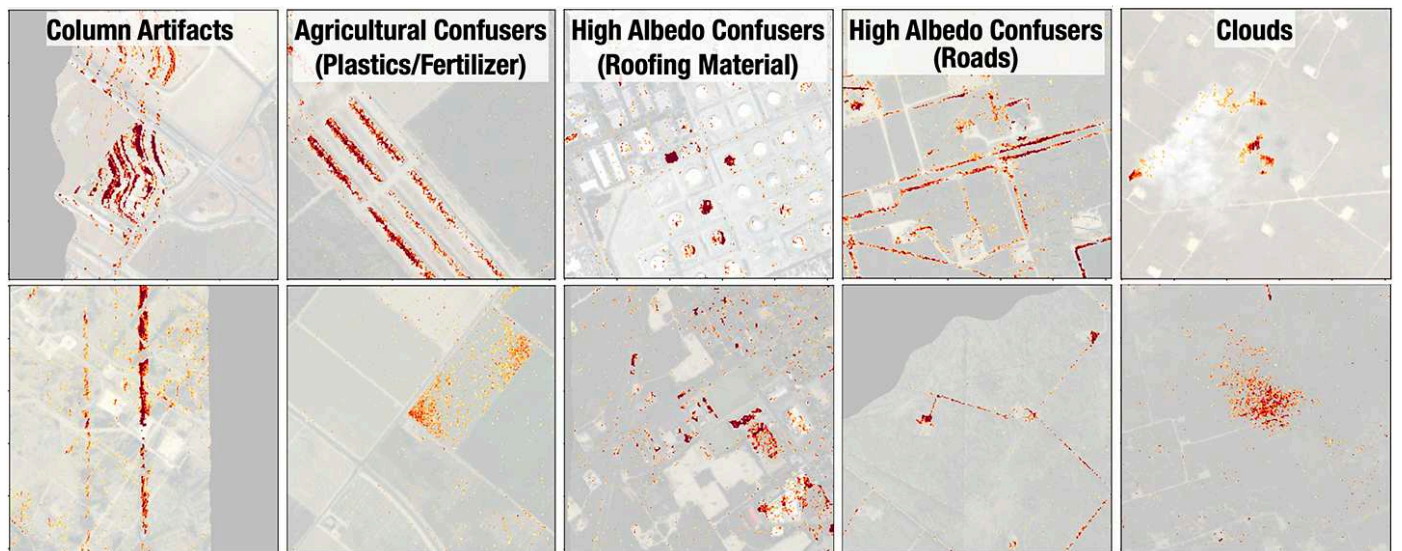 Column Artifacts
Agricultural Confusers
(Plastics/Fertilizer)
High Albedo Confusers
(Roofing Material)
High Albedo Confusers
(Roads)
Clouds